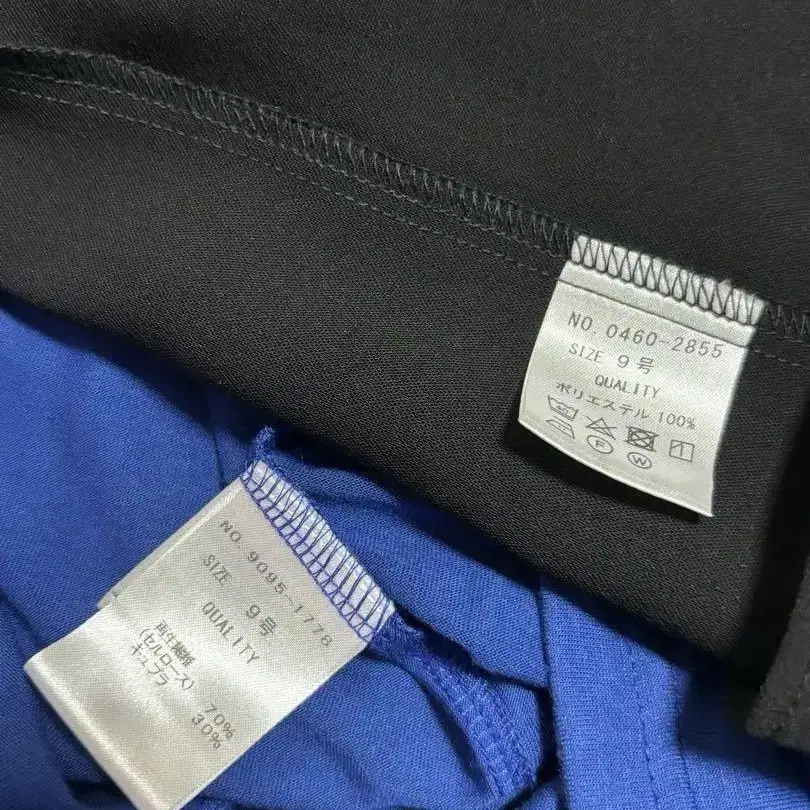 NO. 0460-2855
SIZE 9号
QUALITY
ポリエステル 100%
F
W
NO. 9095-1778
SIZE 9号
QUALITY
再生繊維
(セルロース) 70%
キュプラ 30%